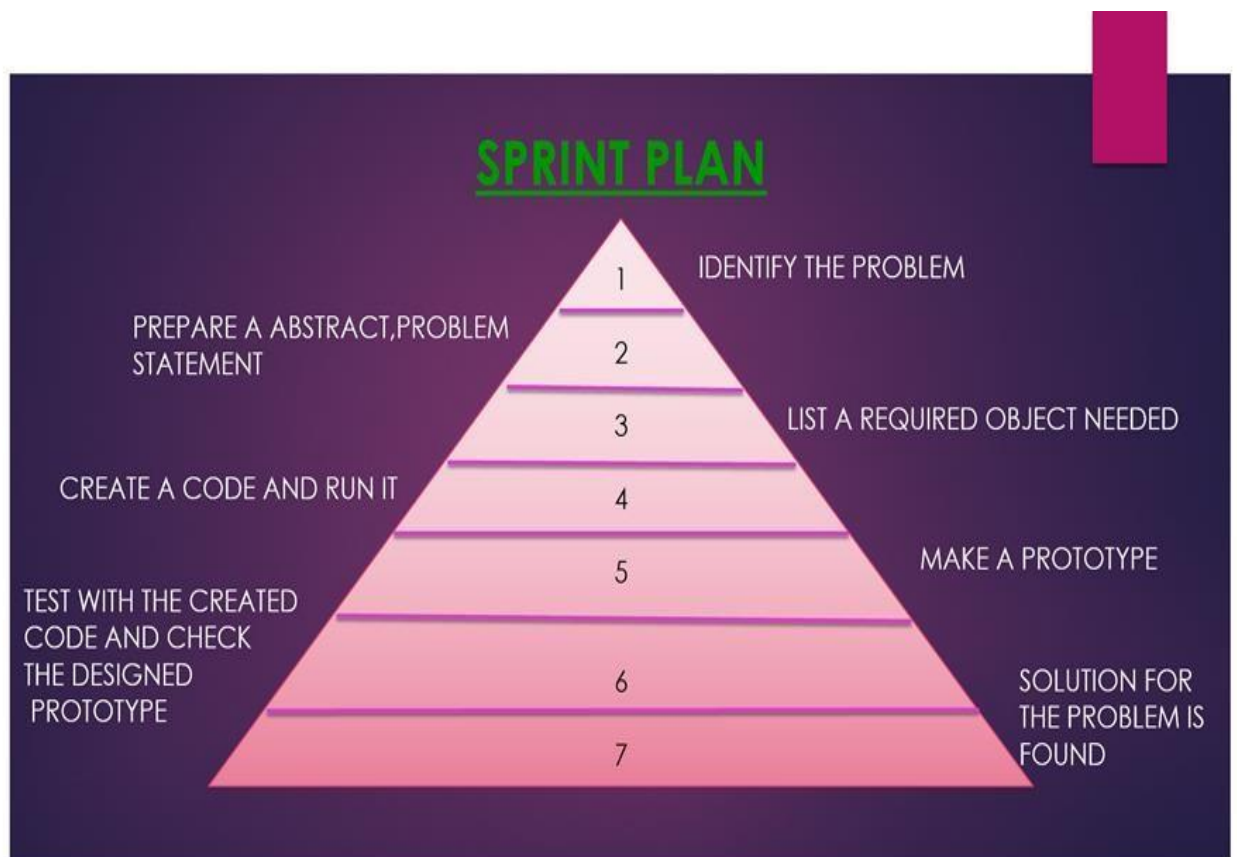 SPRINT PLAN
1
IDENTIFY THE PROBLEM
PREPARE A ABSTRACT,PROBLEM
STATEMENT
2
3
LIST A REQUIRED OBJECT NEEDED
CREATE A CODE AND RUN IT
4
5
MAKE A PROTOTYPE
TEST WITH THE CREATED
CODE AND CHECK
THE DESIGNED
PROTOTYPE
6
SOLUTION FOR
THE PROBLEM IS
FOUND
7